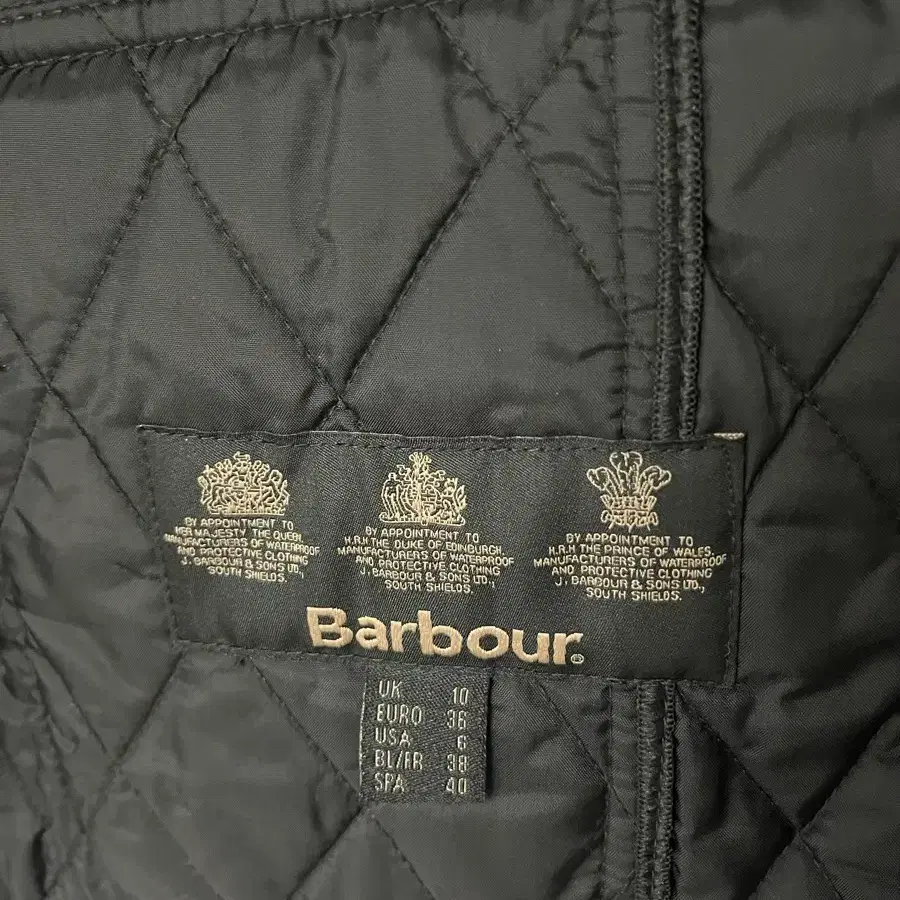 BY APPOINTMENT TO
HER MAJESTY THE QUEEN.
MANUFACTURERS OF WATERPROOF
AND PROTECTIVE CLOTHING
J. BARBOUR & SONS LTD.,
SOUTH SHIELDS.
BY APPOINTMENT TO
H.R.H THE DUKE OF EDINBURGH.
MANUFACTURERS OF WATERPROOF
AND PROTECTIVE CLOTHING
J. BARBOUR & SONS LTD.,
SOUTH SHIELDS.
BY APPOINTMENT TO
H.R.H THE PRINCE OF WALES.
MANUFACTURERS OF WATERPROOF
AND PROTECTIVE CLOTHING
J. BARBOUR & SONS LTD.,
SOUTH SHIELDS.
Barbour®
UK 10
EURO 36
USA 6
BL/FR 38
SPA 40